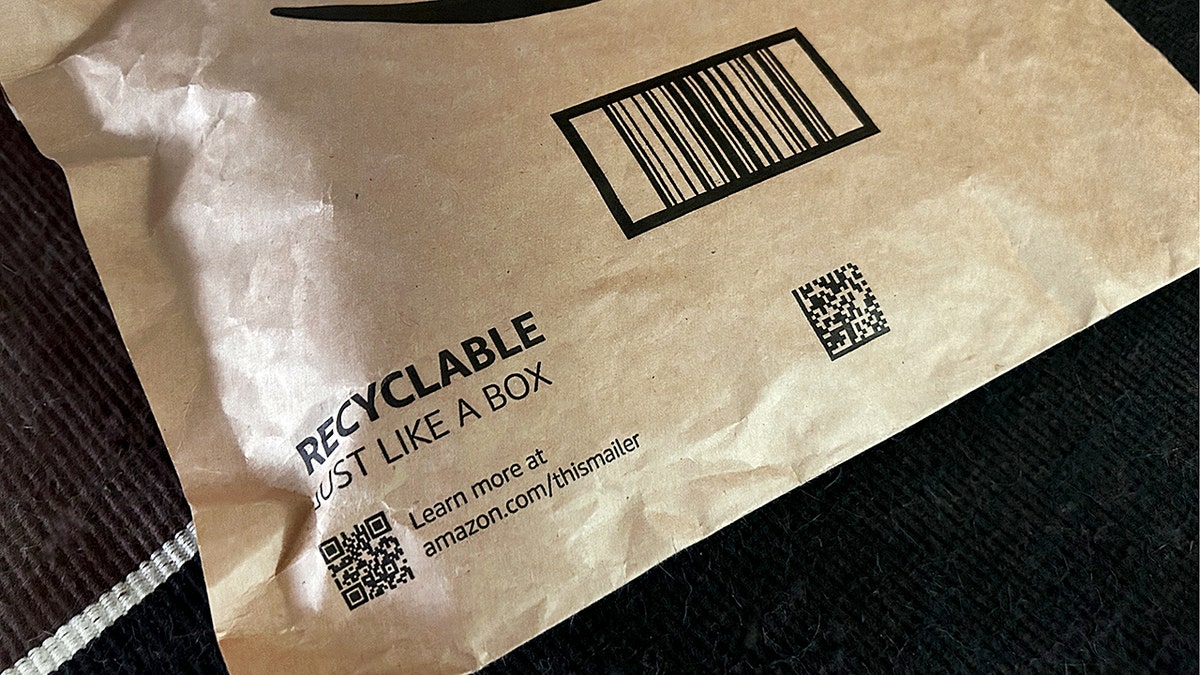 RECYCLABLE
JUST LIKE A BOX
Learn more at
amazon.com/thismailer